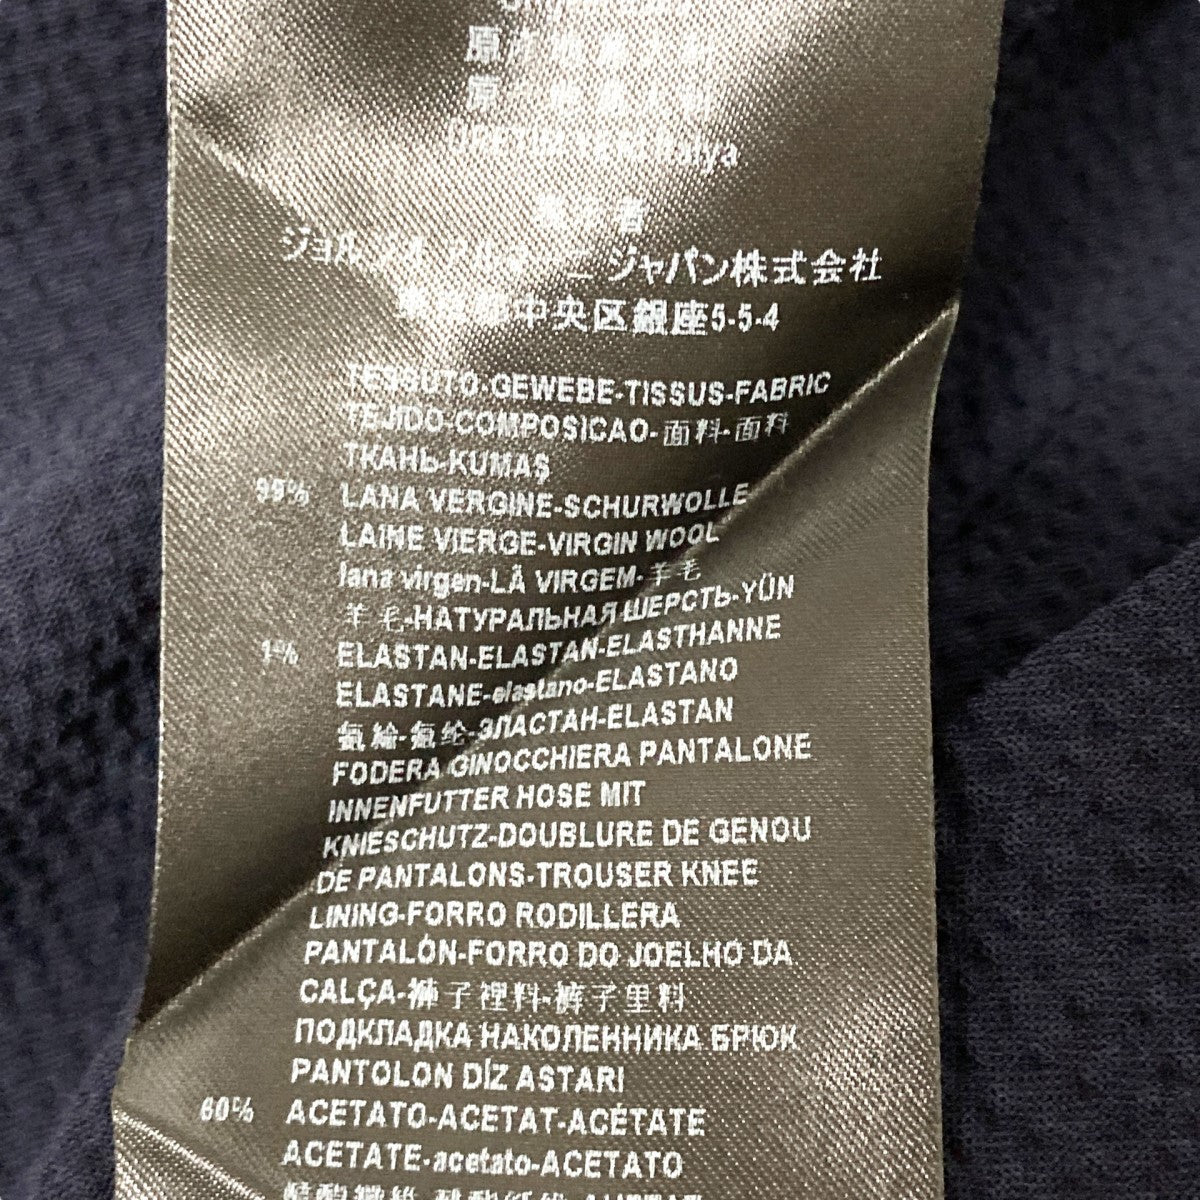 ジャパン株式会社
中央区銀座5-5-4
TESSUTO-GEWEBE-TISSUS-FABRIC
TEJIDO-COMPOSICAO-面料-面料
ТКАНЬ-KUMAŞ
99% LANA VERGINE-SCHURWOLLE
LAINE VIERGE-VIRGIN WOOL
lana virgen-LÃ VIRGEM-羊毛
羊毛-НАТУРАЛЬНАЯ ШЕРСТЬ-YÜN
1% ELASTAN-ELASTAN-ELASTHANNE
ELASTANE-elastano-ELASTANO
氨綸-氨纶-ЭЛАСТАН-ELASTAN
FODERA GINOCCHIERA PANTALONE
INNENFUTTER HOSE MIT
KNIESCHUTZ-DOUBLURE DE GENOU
DE PANTALONS-TROUSER KNEE
LINING-FORRO RODILLERA
PANTALÓN-FORRO DO JOELHO DA
CALÇA-褲子裡料-裤子里料
ПОДКЛАДКА НАКОЛЕННИКА БРЮК
PANTOLON DİZ ASTARI
60% ACETATO-ACETAT-ACÉTATE
ACETATE-acetato-ACETATO